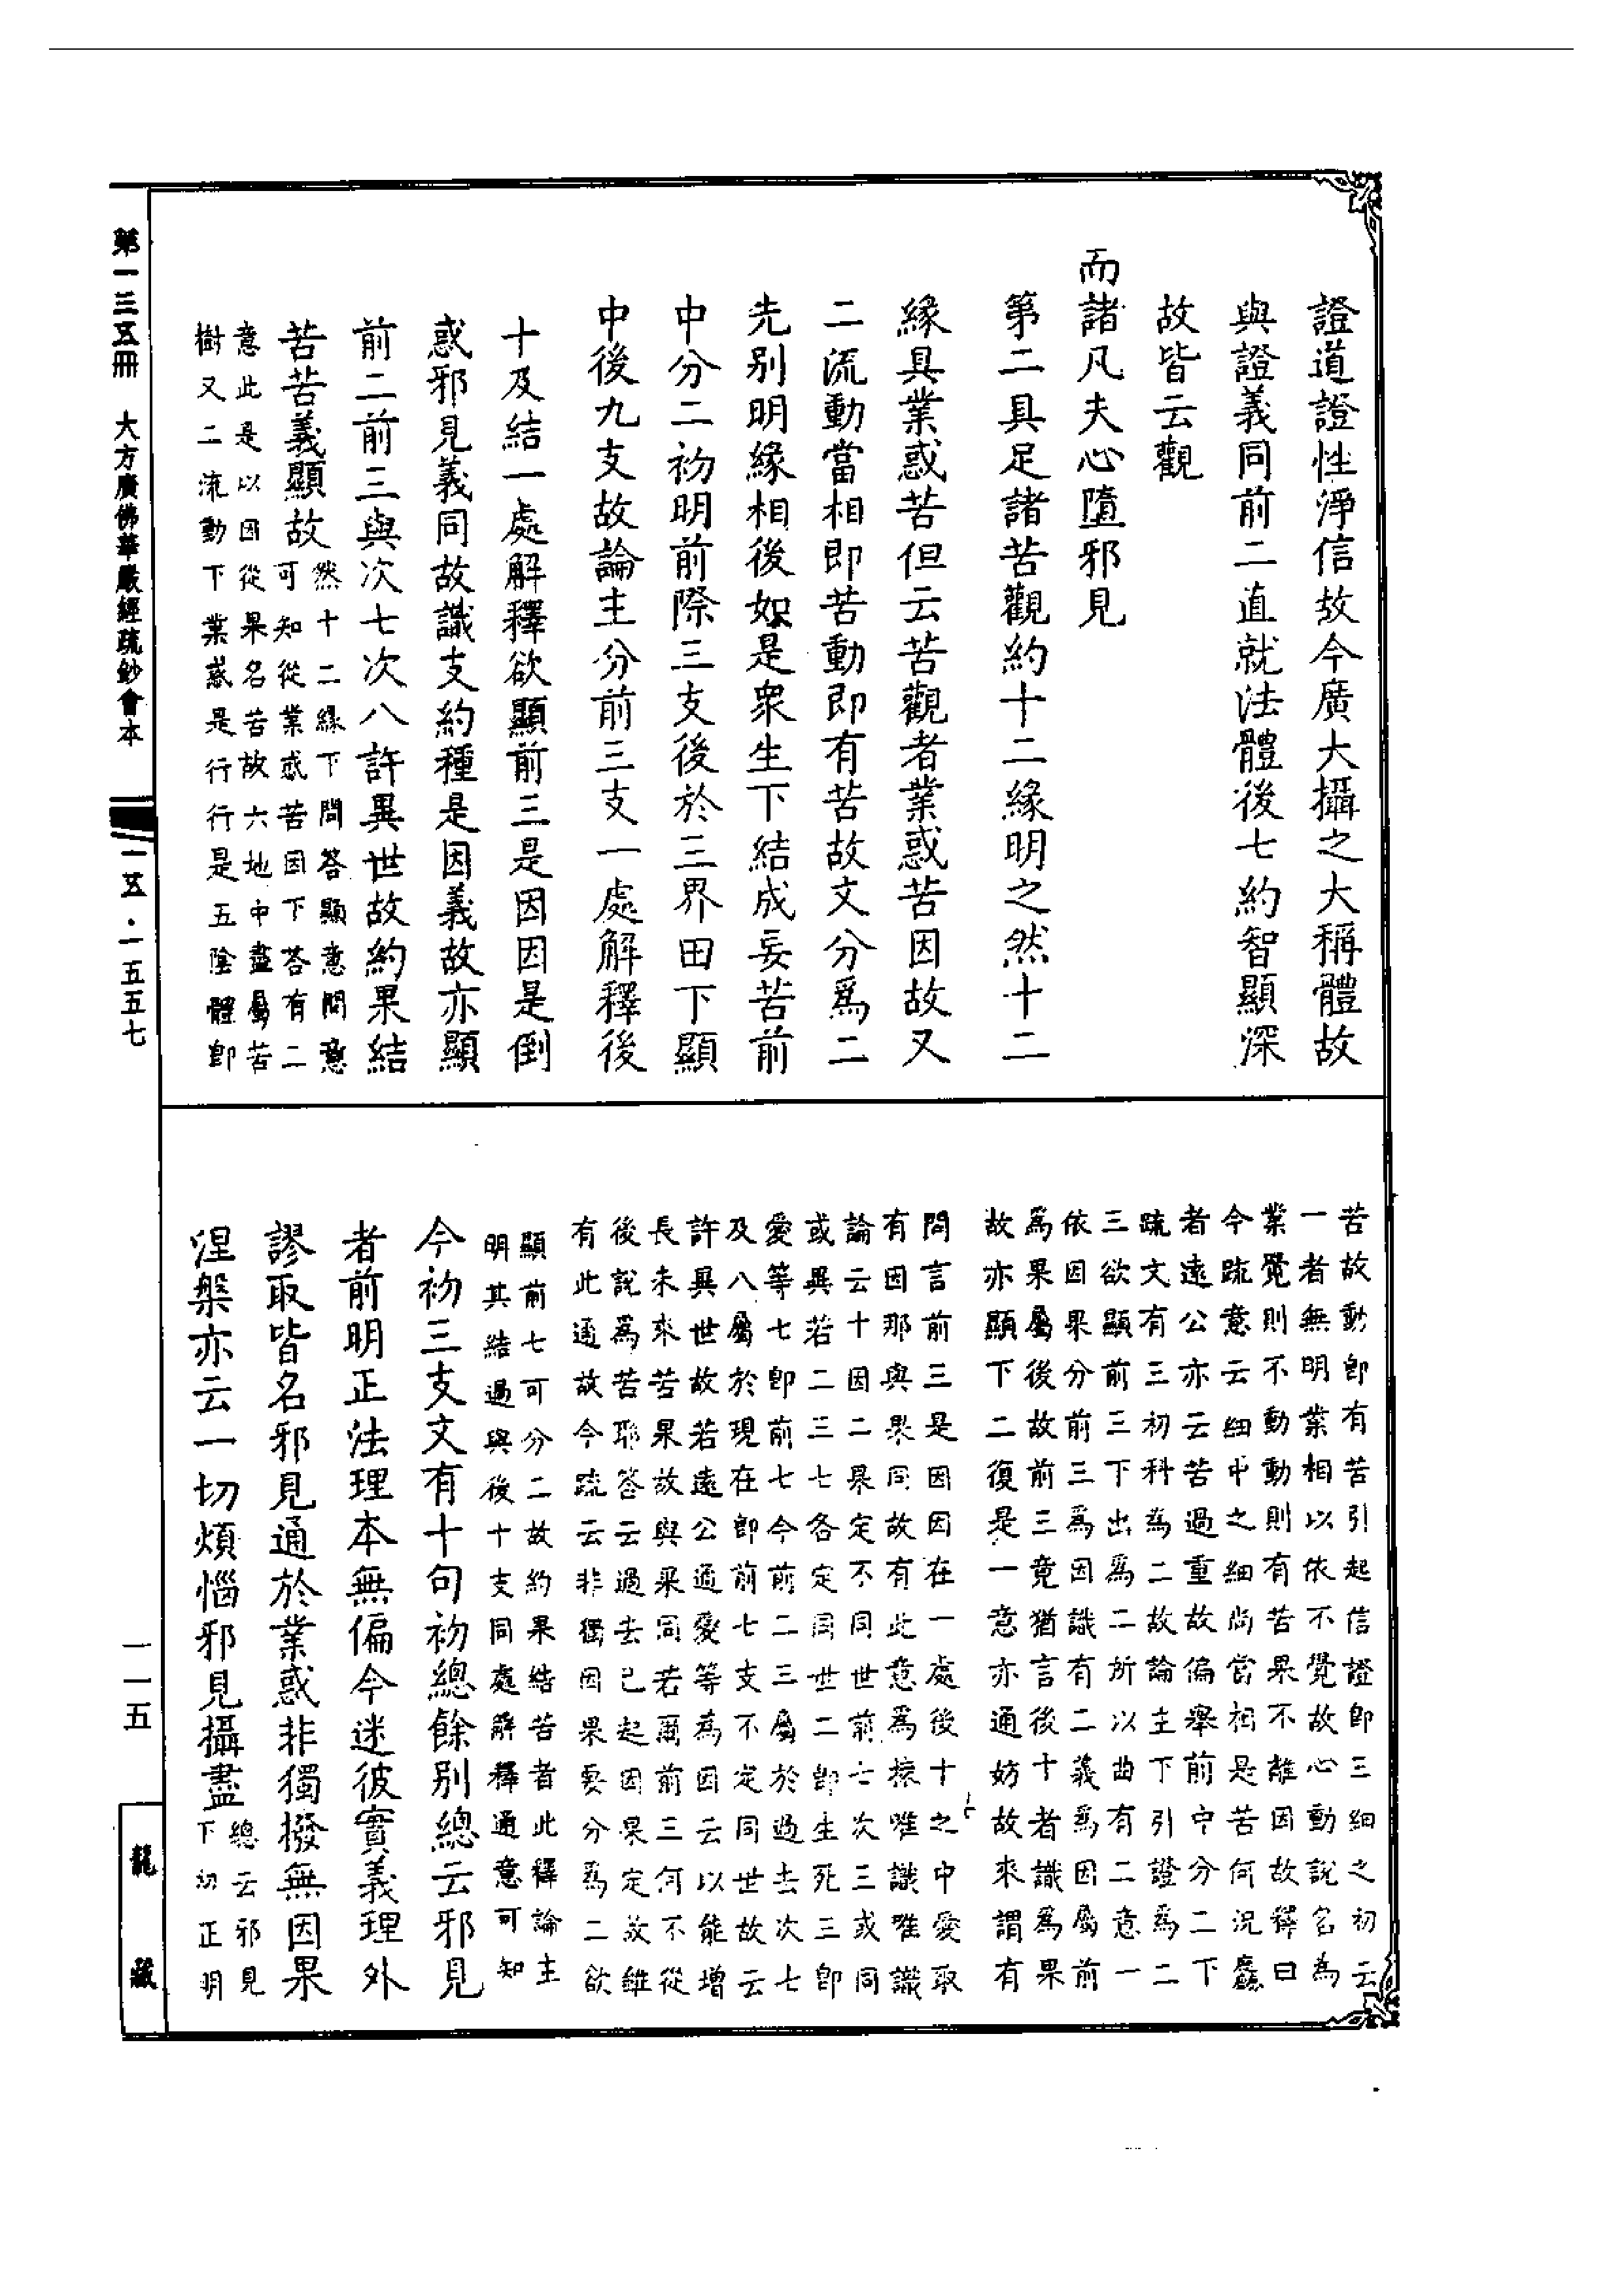 證道證性淨信故今廣大攝之大稱體故
與證義同前二直就法體後七約智顯深
故皆云觀
而諸凡夫心墮邪見
第二具足諸苦觀約十二緣明之然十二
緣具業惑苦但云苦觀者業惑苦因故又
二流動當相即苦動即有苦故文分爲二
先别明緣相後如是衆生下結成妄苦前
中分二初明前際三支後於三界田下顯
中後九支故論主分前三支一處解釋後
十及結一處解釋欲顯前三是因因是倒
惑邪見義同故識支約種是因義故亦顯
前二前三與次七次八許異世故約果結
苦苦義顯故然十二緣下問答顯意問意
可知從業惑苦因下答有二
意此是以因從果名苦故六地中盡屬苦
樹又二流動下業惑是行行是五陰體即
苦故動即有苦引起信證即三細之初云
一者無明業相以依不覺故心動說名為
業覺則不動動則有苦果不離因故釋曰
今疏意云細中之細尚當相是苦何況麤
者遠公亦云苦過重故偏舉前中分二下
疏文有三初科為二故論主下引證為二
三欲顯前三下出爲二所以曲有二意一
依因果分前三爲因識有二義爲因屬前
爲果屬後故前三竟猶言後十者識爲果
故亦顯下二復是一意亦通妨故來謂有
問言前三是因因在一處後十之中愛取
有因那與果同故有此意爲揀唯識唯識
論云十因二果定不同世前七次三或同
或異若二三七各定同世二即生死三即
愛等七即前七今前二三屬於過去次七
及八屬於現在即前七支不定同世故云
許異世故若遠公通愛等為因云以能增
長未來苦果故與果同若爾前三何不從
後說爲苦耶答云過去已起因果定故雖
有此通故今疏云非獨因果要分爲二欲
顯前七可分二故約果結苦者此釋論主
明其結過與後十支同處解釋通意可知
今初三支文有十句初總餘别總云邪見
者前明正法理本無偏今迷彼實義理外
謬取皆名邪見通於業惑非獨撥無因果
涅槃亦云一切煩惱邪見攝盡總云邪見
下初正明
第一三五冊　大方廣佛華嚴經疏鈔會本
一五·一五五七
一一五
龍藏